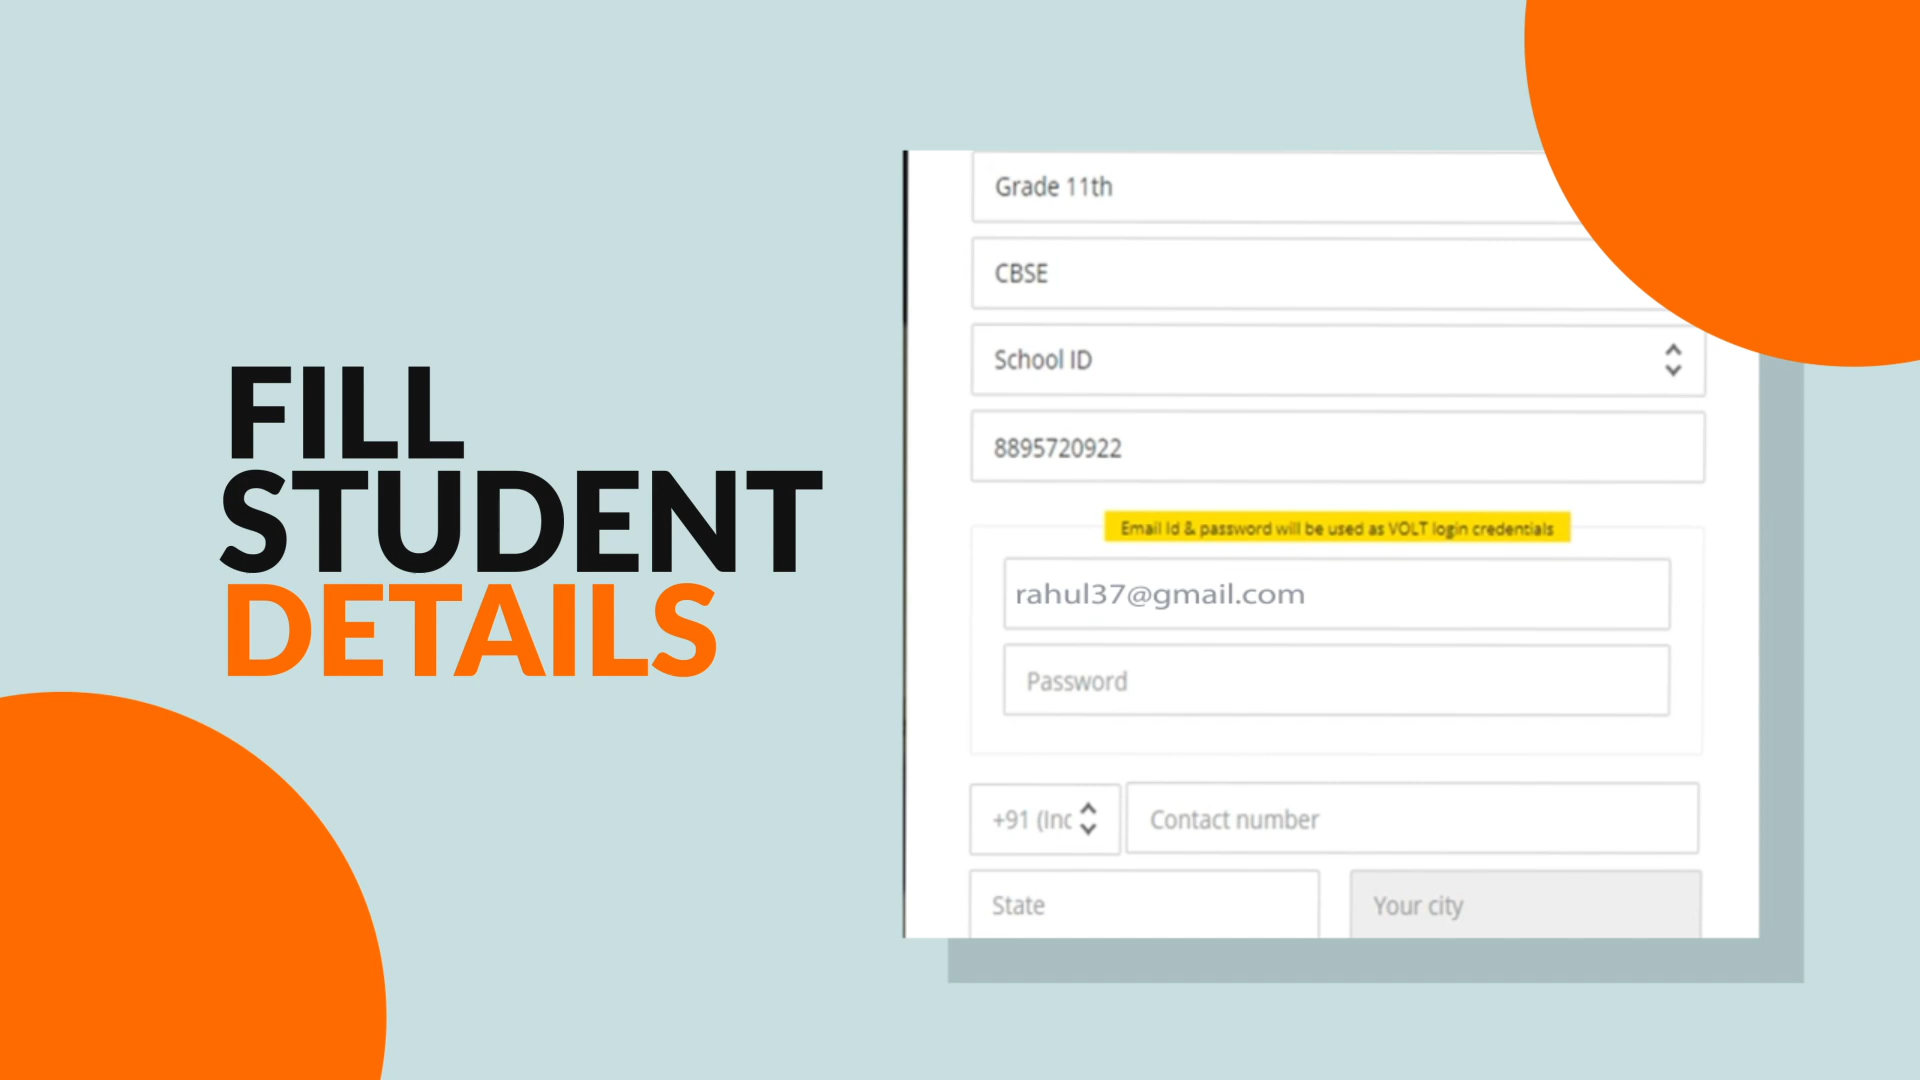 FILL
STUDENT
DETAILS
Grade 11th
CBSE
School ID
8895720922
Email Id & password will be used as VOLT login credentials
rahul37@gmail.com
Password
+91 (Inc
Contact number
State
Your city